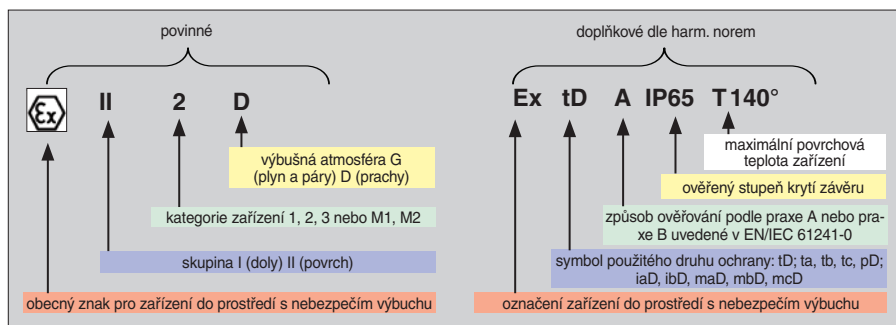 povinné
doplňkové dle harm. norem
Ex II 2 D
Ex tD A IP65 T140°
výbušná atmosféra G
(plyn a páry) D (prachy)
kategorie zařízení 1, 2, 3 nebo M1, M2
skupina I (doly) II (povrch)
obecný znak pro zařízení do prostředí s nebezpečím výbuchu
maximální povrchová
teplota zařízení
ověřený stupeň krytí závěru
způsob ověřování podle praxe A nebo pra-
xe B uvedené v EN/IEC 61241-0
symbol použitého druhu ochrany: tD; ta, tb, tc, pD;
iaD, ibD, maD, mbD, mcD
označení zařízení do prostředí s nebezpečím výbuchu